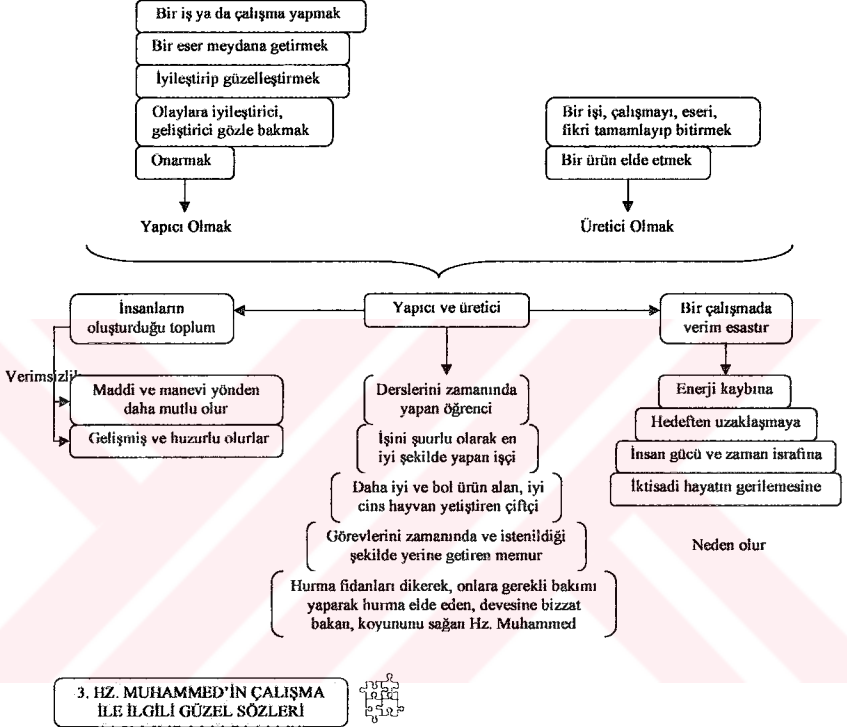 Bir iş ya da çalışma yapmak
Bir eser meydana getirmek
İyileştirip güzelleştirmek
Olaylara iyileştirici,
geliştirici gözle bakmak
Onarmak
Yapıcı Olmak
Bir işi, çalışmayı, eseri,
fikri tamamlayıp bitirmek
Bir ürün elde etmek
Üretici Olmak
İnsanların
oluşturduğu toplum
Yapıcı ve üretici
Bir çalışmada
verim esastır
Verimsizlik
Maddi ve manevi yönden
daha mutlu olur
Gelişmiş ve huzurlu olurlar
Derslerini zamanında
yapan öğrenci
İşini şuurlu olarak en
iyi şekilde yapan işçi
Daha iyi ve bol ürün alan, iyi
cins hayvan yetiştiren çiftçi
Görevlerini zamanında ve istenildiği
şekilde yerine getiren memur
Hurma fidanları dikerek, onlara gerekli bakımı
yaparak hurma elde eden, devesine bizzat
bakan, koyununu sağan Hz. Muhammed
Enerji kaybına
Hedeften uzaklaşmaya
İnsan gücü ve zaman israfına
İktisadi hayatın gerilemesine
Neden olur
3. HZ. MUHAMMED'İN ÇALIŞMA
İLE İLGİLİ GÜZEL SÖZLERİ